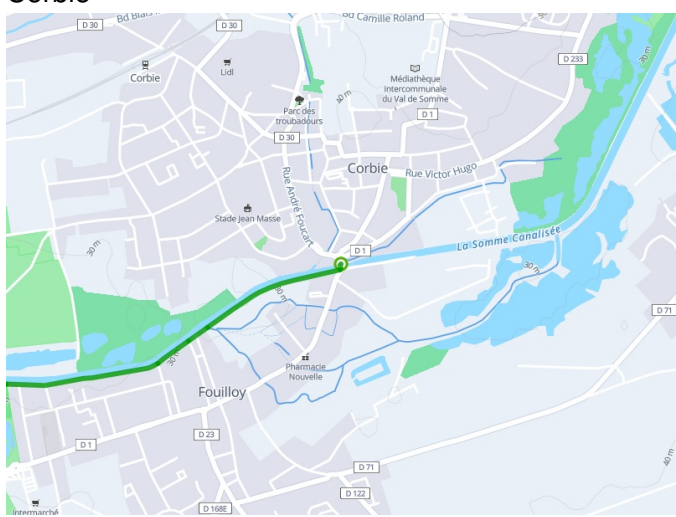 Corbie
D 30
Bd Blais
D 30
Bd Camille Roland
D 233
30 m
Corbie
Lidl
Médiathèque
Intercommunale
du Val de Somme
40 m
Parc des
troubadours
D 1
D 30
Corbie
Rue Victor Hugo
Rue André Foucart
Stade Jean Masse
30 m
D 1
La Somme Canalisée
30 m
30 m
D 71
30 m
Pharmacie
Nouvelle
Fouilloy
D 1
D 23
D 71
40 m
D 122
D 168E
Intermarché